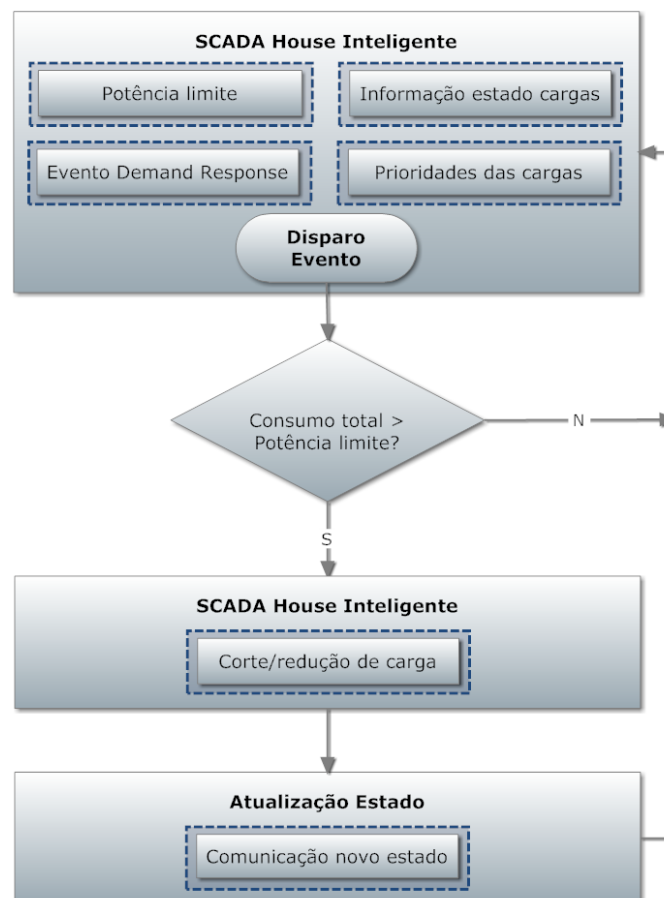 SCADA House Inteligente
Potência limite
Informação estado cargas
Evento Demand Response
Prioridades das cargas
Disparo
Evento
Consumo total >
Potência limite?
N
S
SCADA House Inteligente
Corte/redução de carga
Atualização Estado
Comunicação novo estado